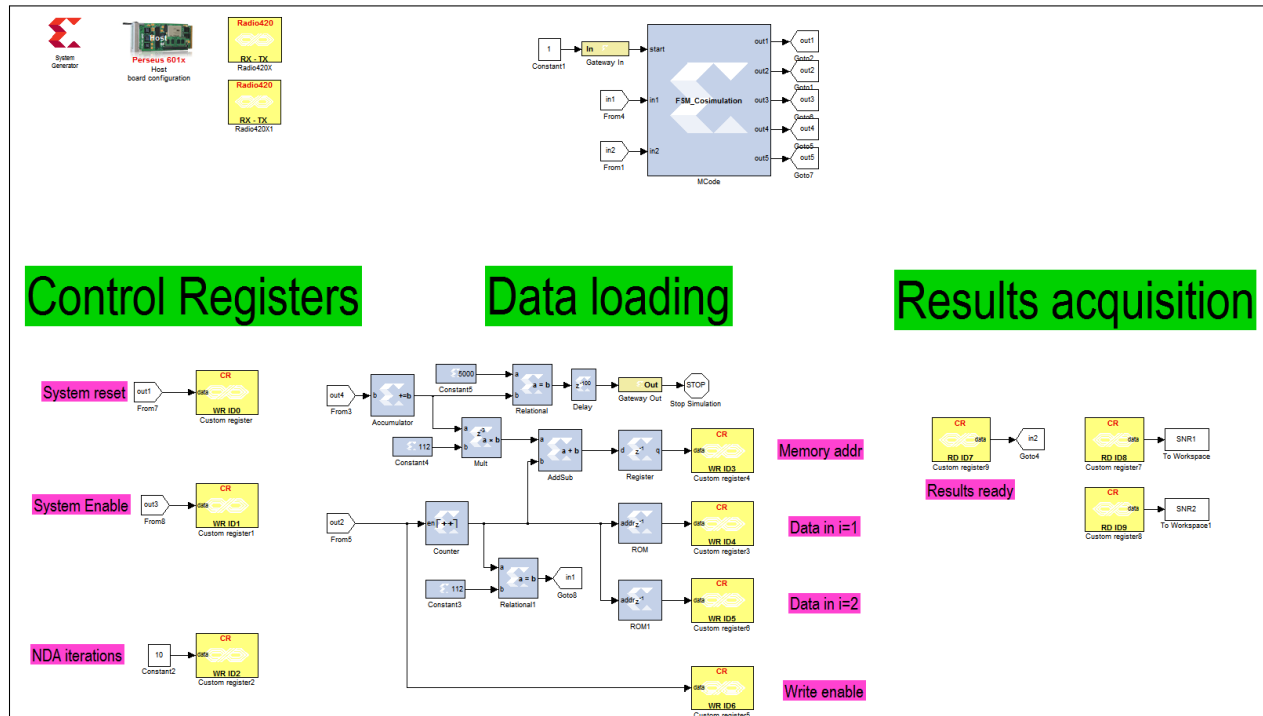 System
Generator
Host
Perseus 601x
Host
board configuration
Radio420
RX - TX
Radio420X
Radio420
RX - TX
Radio420X1
1
Constant1
In
Gateway In
in1
From4
in2
From1
start
in1
in2
FSM_Cosimulation
out1
out2
out3
out4
out5
MCode
out1
Goto2
out2
Goto1
out3
Goto6
out4
Goto5
out5
Goto7
Control Registers
Data loading
Results acquisition
System reset
out1
From7
CR
data
WR ID0
Custom register
System Enable
out3
From8
CR
data
WR ID1
Custom register1
NDA iterations
10
Constant2
CR
data
WR ID2
Custom register2
out4
From3
b
+=b
Accumulator
5000
Constant5
a
b
a = b
Relational
z-100
Delay
Out
Gateway Out
STOP
Stop Simulation
112
Constant4
a
b
z-3
a × b
Mult
a
b
a + b
AddSub
d
z-1
q
Register
CR
data
WR ID3
Custom register4
Memory addr
out2
From5
en
++
Counter
addr
z-1
ROM
CR
data
WR ID4
Custom register3
Data in i=1
112
Constant3
a
b
a = b
Relational1
in1
Goto8
addr
z-1
ROM1
CR
data
WR ID5
Custom register6
Data in i=2
CR
data
WR ID6
Custom register5
Write enable
CR
data
RD ID7
Custom register9
in2
Goto4
Results ready
CR
data
RD ID8
Custom register7
SNR1
To Workspace
CR
data
RD ID9
Custom register8
SNR2
To Workspace1